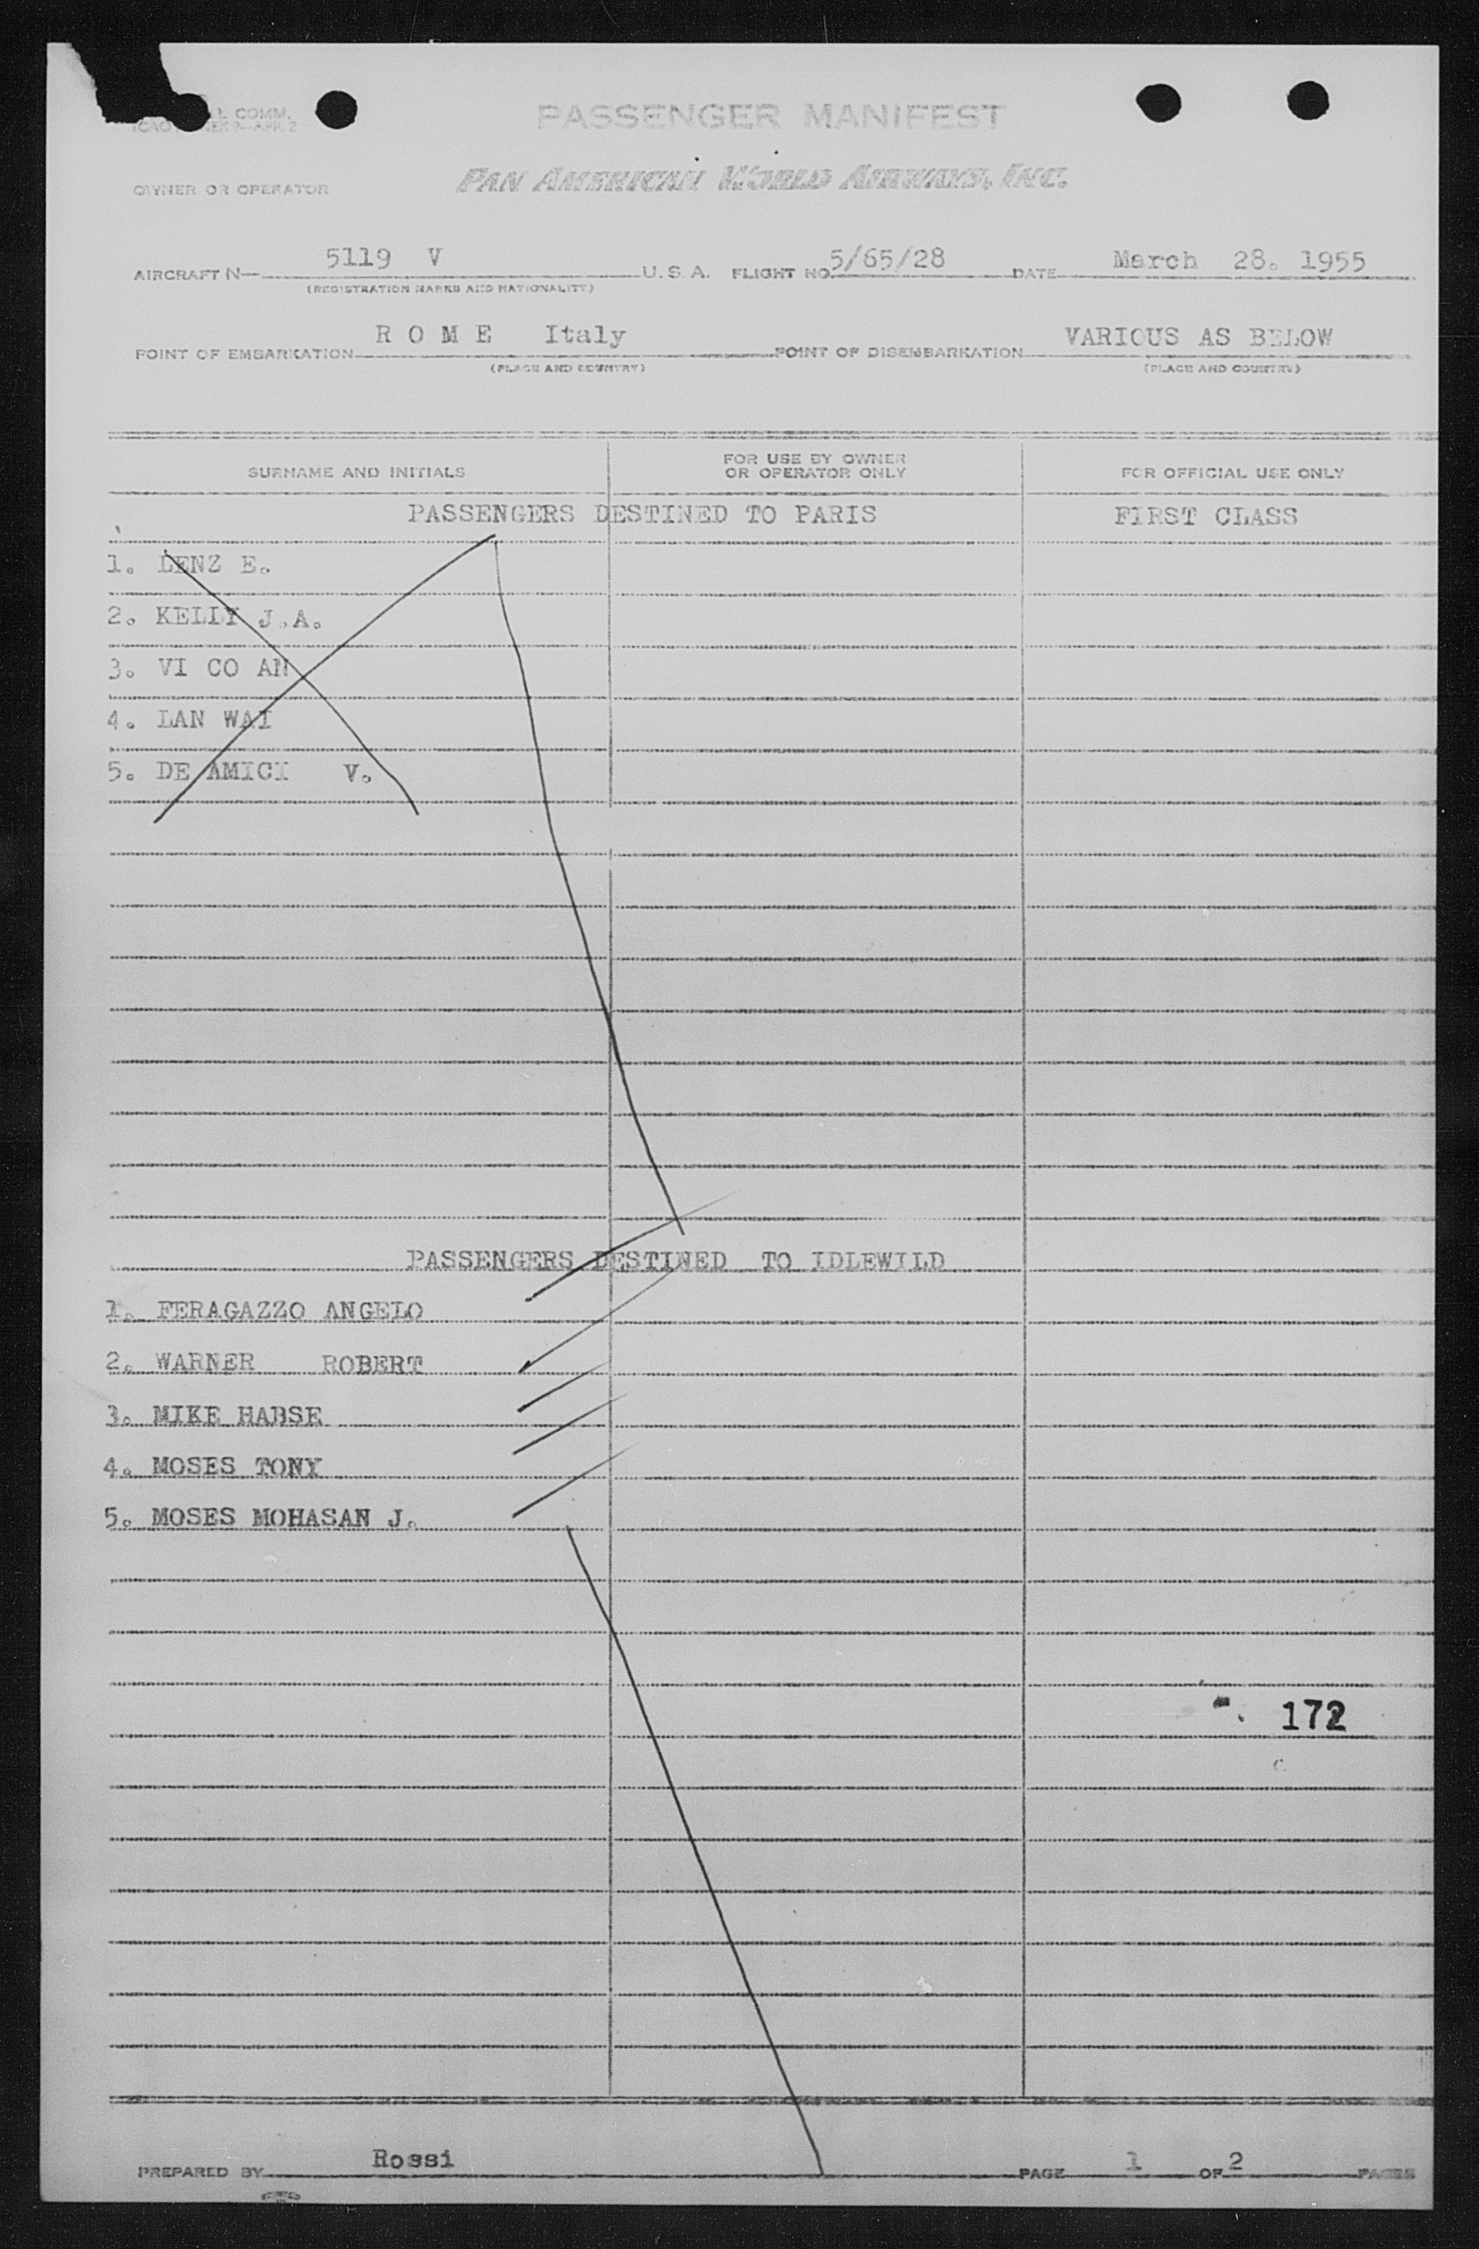 L COMM.
PASSENGER MANIFEST
OWNER OR OPERATOR PAN AMERICAN WORLD AIRWAYS, INC.
AIRCRAFT N— 5119 V U. S. A. FLIGHT NO. 5/65/28 DATE March 28. 1955
(REGISTRATION MARKS AND NATIONALITY)
POINT OF EMBARKATION R O M E Italy POINT OF DISEMBARKATION VARIOUS AS BELOW
(PLACE AND COUNTRY) (PLACE AND COUNTRY)
SURNAME AND INITIALS
FOR USE BY OWNER
OR OPERATOR ONLY
FOR OFFICIAL USE ONLY
PASSENGERS DESTINED TO PARIS FIRST CLASS
1. LENZ E.
2. KELLY J.A.
3. VI CO AN
4. LAN WAI
5. DE AMICI V.
PASSENGERS DESTINED TO IDLEWILD
1. FERAGAZZO ANGELO
2. WARNER ROBERT
3. MIKE HABSE
4. MOSES TONY
5. MOSES MOHASAN J.
172
PREPARED BY Rossi PAGE 1 OF 2 PAGES